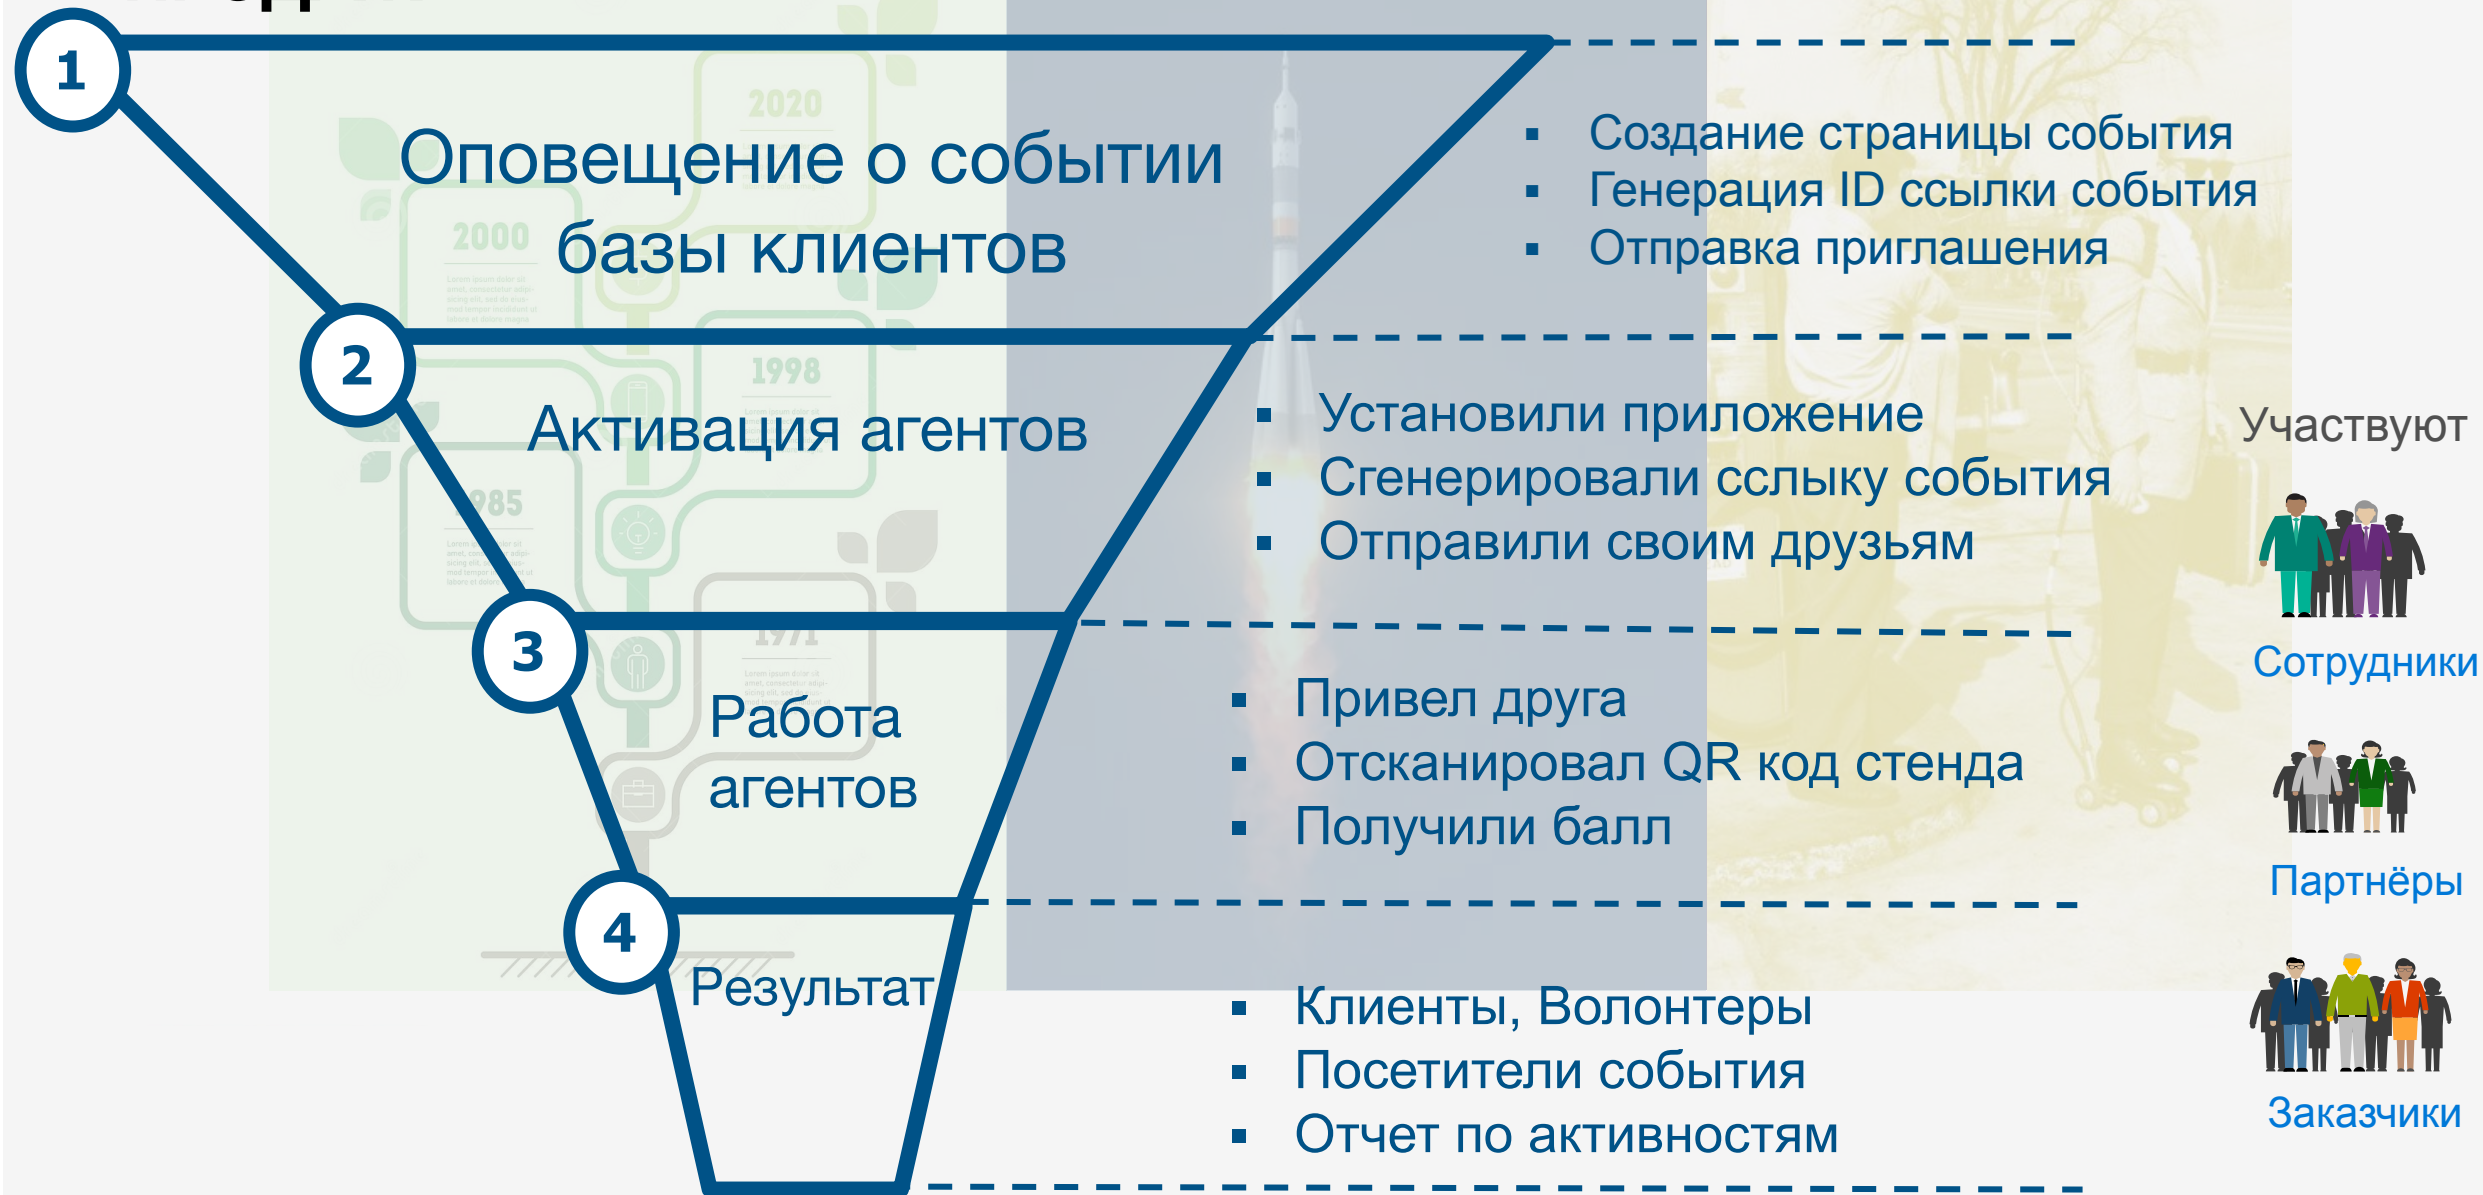 1
Оповещение о событии
базы клиентов
▪ Создание страницы события
▪ Генерация ID ссылки события
▪ Отправка приглашения
2
Активация агентов
▪ Установили приложение
▪ Сгенерировали сслыку события
▪ Отправили своим друзьям
3
Работа
агентов
▪ Привел друга
▪ Отсканировал QR код стенда
▪ Получили балл
4
Результат
▪ Клиенты, Волонтеры
▪ Посетители события
▪ Отчет по активностям
Участвуют
Сотрудники
Партнёры
Заказчики
2020
2000
1998
985
1971